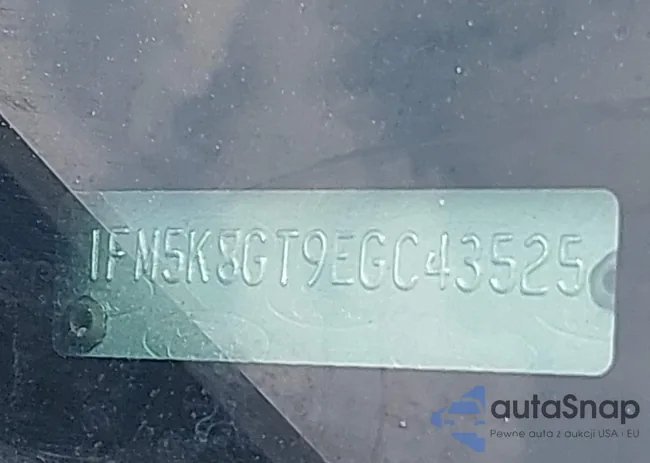 1FM5K8GT9EGC43525
autaSnap
Pewne auta z aukcji USA i EU